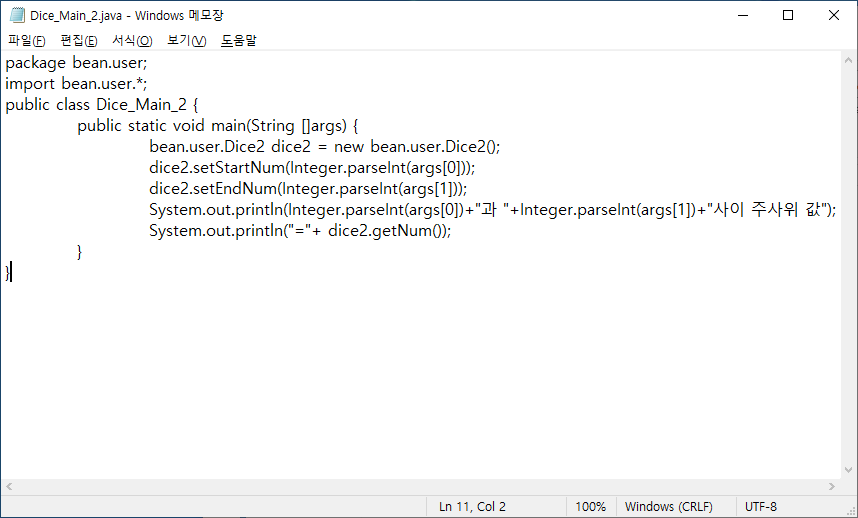 Dice_Main_2.java - Windows 메모장
파일(F) 편집(E) 서식(O) 보기(V) 도움말
package bean.user;
import bean.user.*;
public class Dice_Main_2 {
public static void main(String []args) {
bean.user.Dice2 dice2 = new bean.user.Dice2();
dice2.setStartNum(Integer.parseInt(args[0]));
dice2.setEndNum(Integer.parseInt(args[1]));
System.out.println(Integer.parseInt(args[0])+"과 "+Integer.parseInt(args[1])+"사이 주사위 값");
System.out.println("="+ dice2.getNum());
}
}
Ln 11, Col 2 100% Windows (CRLF) UTF-8